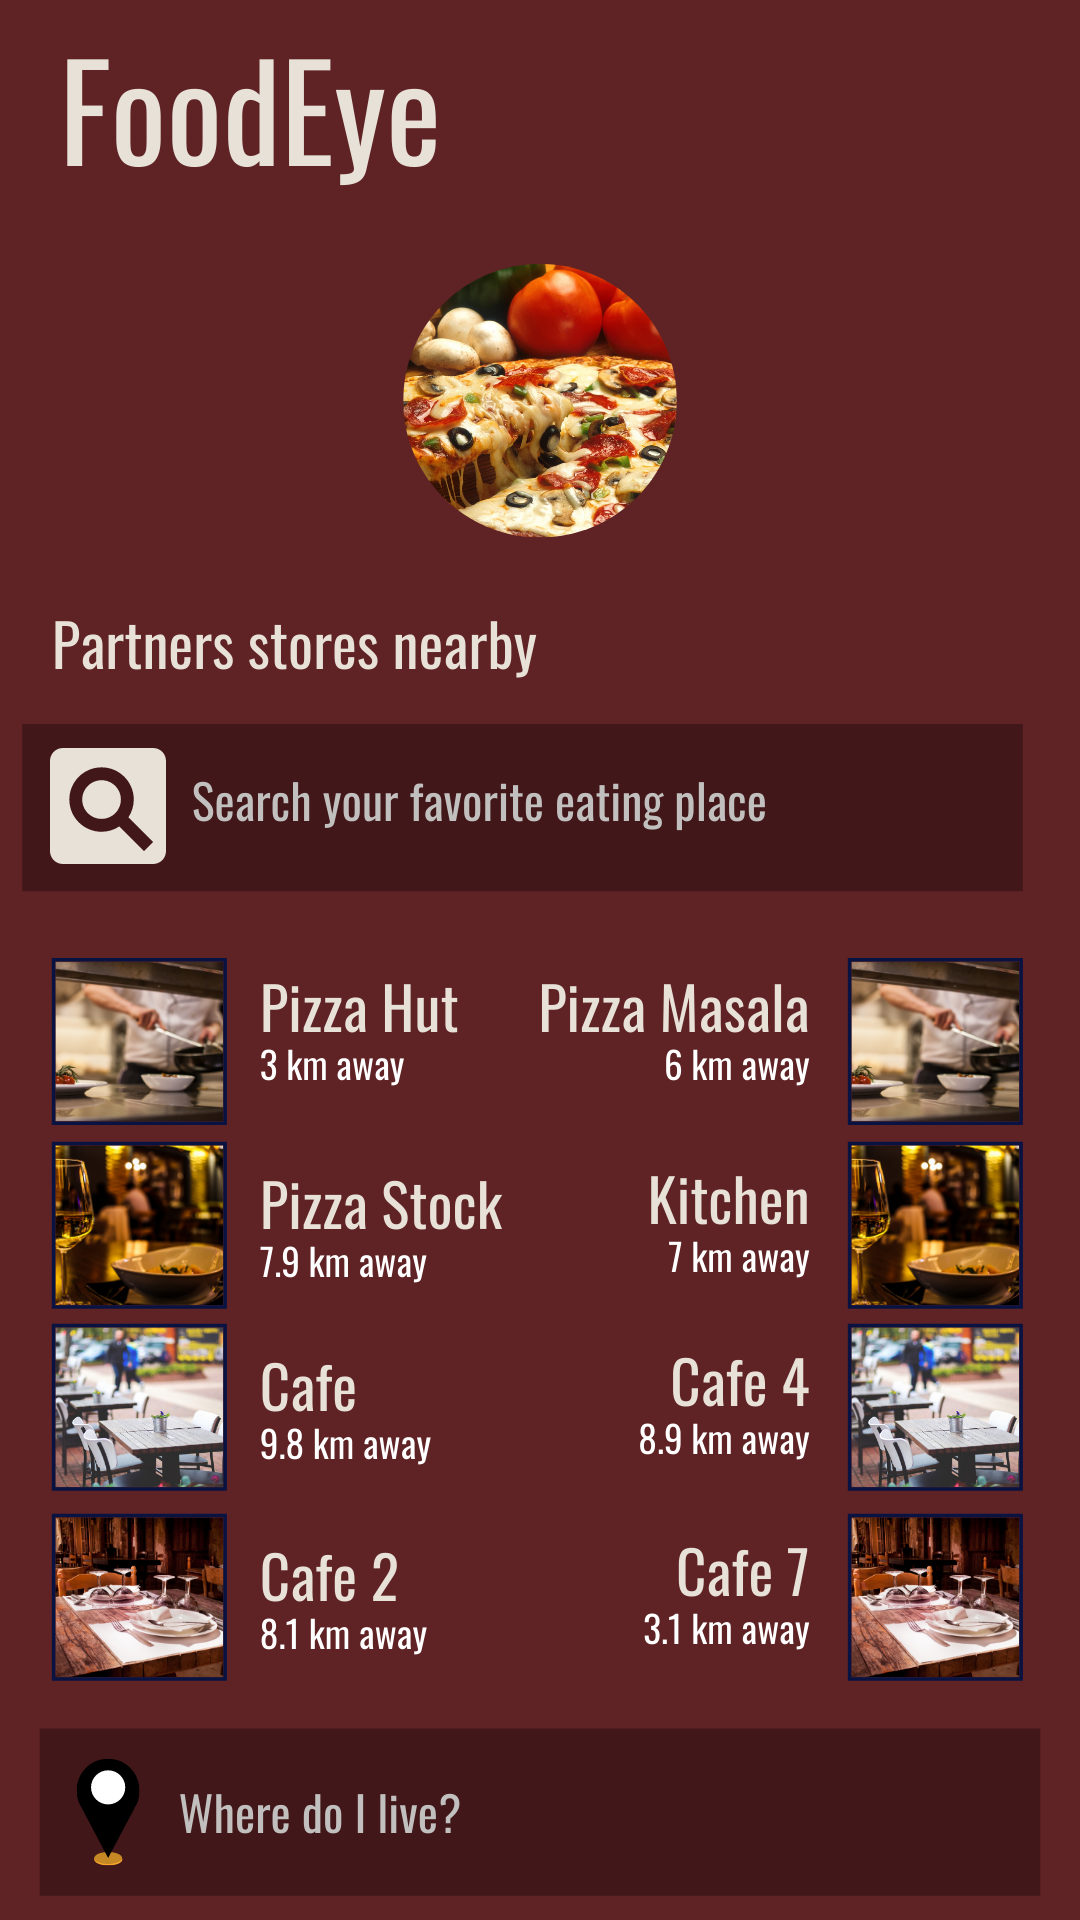 FoodEye
Partners stores nearby
Search your favorite eating place
Pizza Hut
3 km away
Pizza Masala
6 km away
Pizza Stock
7.9 km away
Kitchen
7 km away
Cafe
9.8 km away
Cafe 4
8.9 km away
Cafe 2
8.1 km away
Cafe 7
3.1 km away
Where do I live?